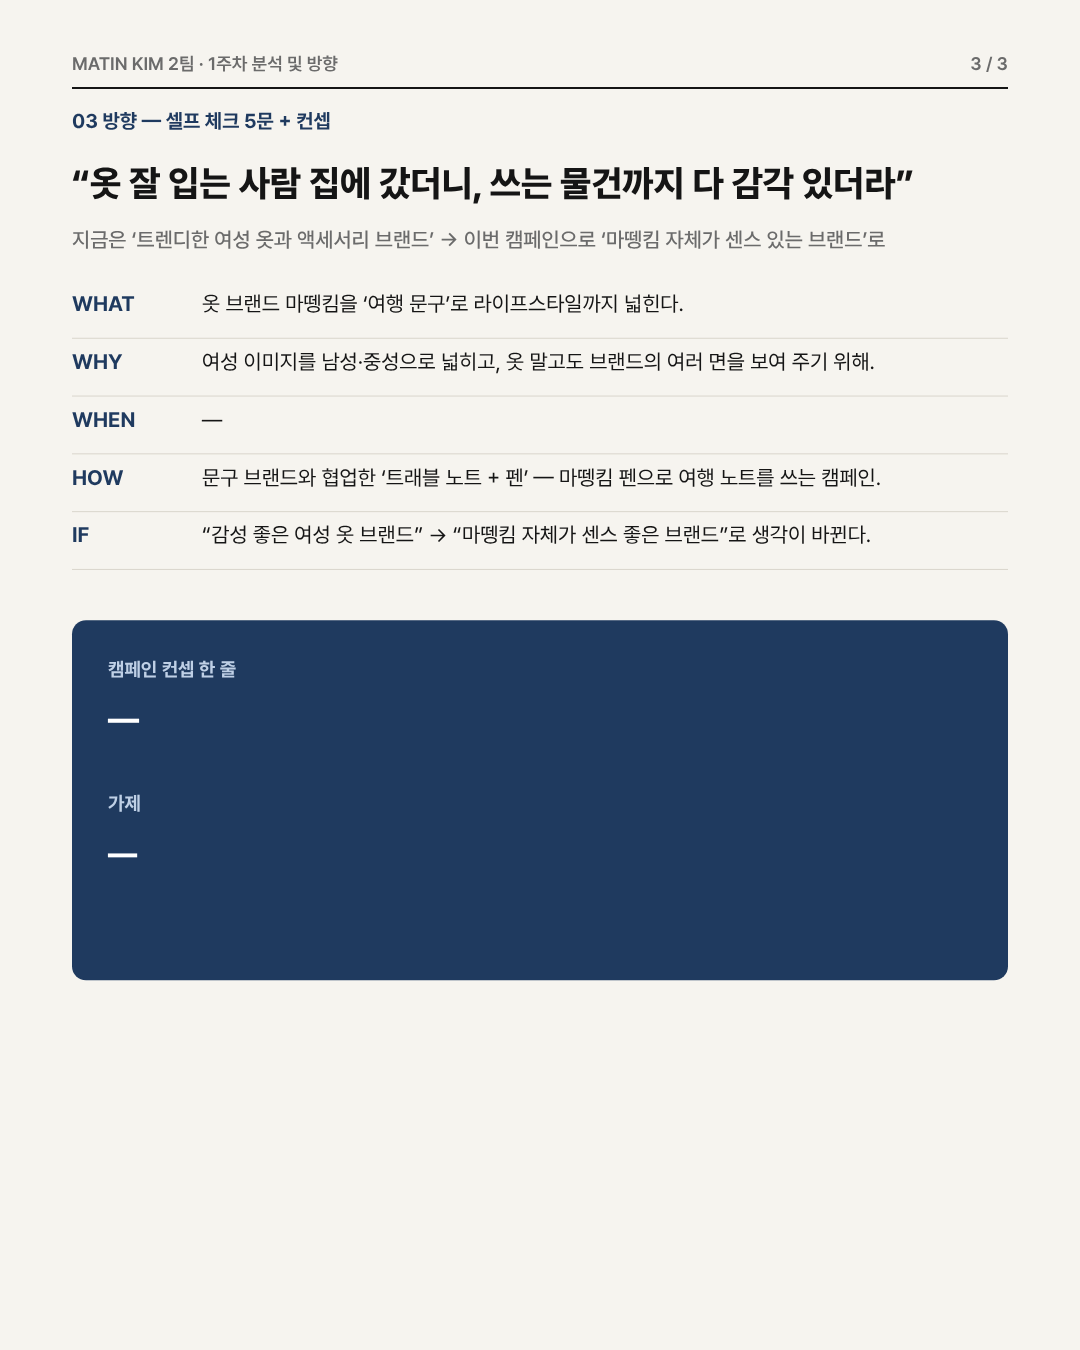 MATIN KIM 2팀 · 1주차 분석 및 방향
3 / 3
03 방향 — 셀프 체크 5문 + 컨셉
“옷 잘 입는 사람 집에 갔더니, 쓰는 물건까지 다 감각 있더라”
지금은 ‘트렌디한 여성 옷과 액세서리 브랜드’ → 이번 캠페인으로 ‘마뗑킴 자체가 센스 있는 브랜드’로
WHAT 옷 브랜드 마뗑킴을 ‘여행 문구’로 라이프스타일까지 넓힌다.
WHY 여성 이미지를 남성·중성으로 넓히고, 옷 말고도 브랜드의 여러 면을 보여 주기 위해.
WHEN —
HOW 문구 브랜드와 협업한 ‘트래블 노트 + 펜’ — 마뗑킴 펜으로 여행 노트를 쓰는 캠페인.
IF “감성 좋은 여성 옷 브랜드” → “마뗑킴 자체가 센스 좋은 브랜드”로 생각이 바뀐다.
캠페인 컨셉 한 줄
—
가제
—